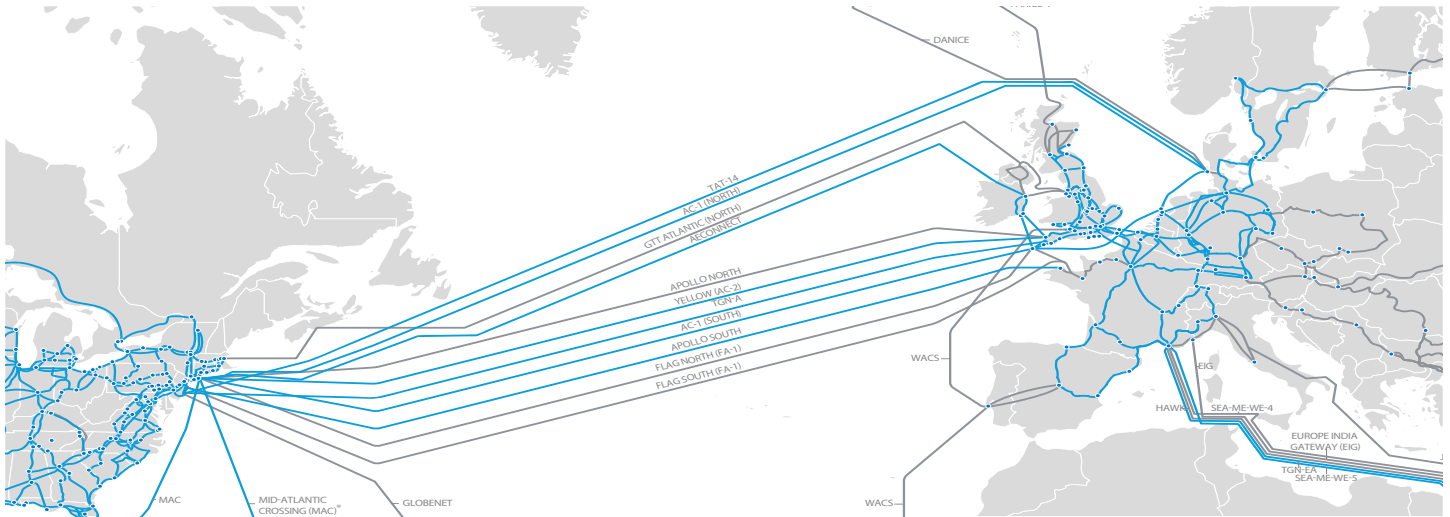 DANICE
TAT-14
AC-1 (NORTH)
GTT ATLANTIC (NORTH)
AECONNECT
APOLLO NORTH
YELLOW (AC-2)
TGN-A
AC-1 (SOUTH)
APOLLO SOUTH
FLAG NORTH (FA-1)
FLAG SOUTH (FA-1)
WACS
EIG
HAWK
SEA-ME-WE-4
EUROPE INDIA
GATEWAY (EIG)
TGN-EA
SEA-ME-WE-5
MAC
MID-ATLANTIC
CROSSING (MAC)*
GLOBENET
WACS